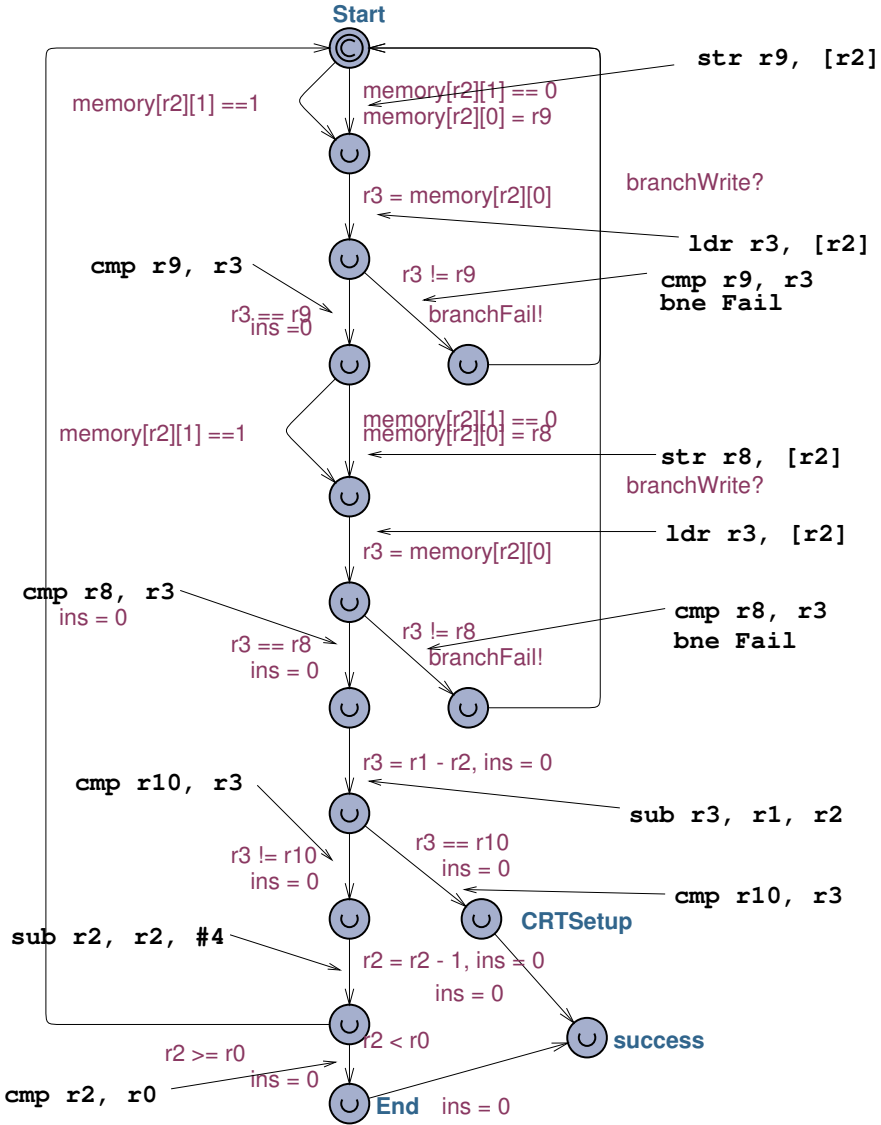 Start
str r9, [r2]
memory[r2][1] ==1
memory[r2][1] == 0
memory[r2][0] = r9
branchWrite?
r3 = memory[r2][0]
ldr r3, [r2]
cmp r9, r3
r3 != r9
cmp r9, r3
bne Fail
r3 == r9
ins =0
branchFail!
memory[r2][1] ==1
memory[r2][1] == 0
memory[r2][0] = r8
str r8, [r2]
branchWrite?
ldr r3, [r2]
r3 = memory[r2][0]
cmp r8, r3
ins = 0
r3 == r8
ins = 0
r3 != r8
branchFail!
cmp r8, r3
bne Fail
r3 = r1 - r2, ins = 0
cmp r10, r3
sub r3, r1, r2
r3 != r10
ins = 0
r3 == r10
ins = 0
cmp r10, r3
CRTSetup
sub r2, r2, #4
r2 = r2 - 1, ins = 0
ins = 0
r2 >= r0
r2 < r0
success
ins = 0
cmp r2, r0
End
ins = 0